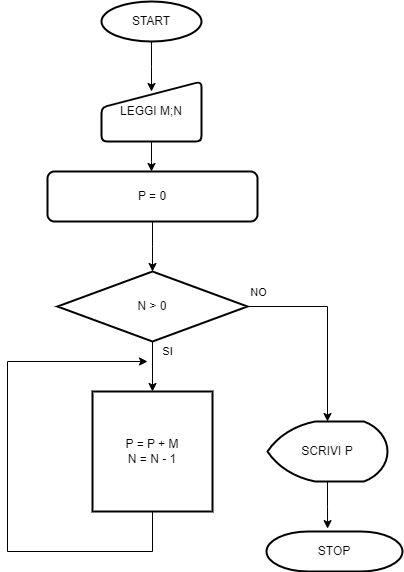 START
LEGGI M;N
P = 0
N > 0
NO
SI
P = P + M
N = N - 1
SCRIVI P
STOP